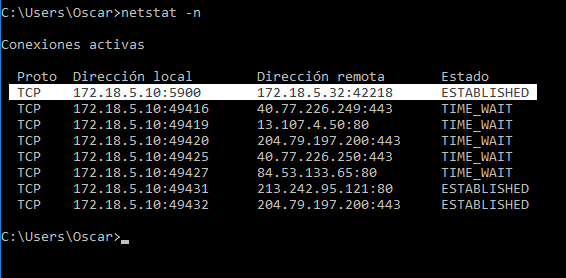 C:\Users\Oscar>netstat -n
Conexiones activas
Proto Dirección local Dirección remota Estado
TCP 172.18.5.10:5900 172.18.5.32:42218 ESTABLISHED
TCP 172.18.5.10:49416 40.77.226.249:443 TIME_WAIT
TCP 172.18.5.10:49419 13.107.4.50:80 TIME_WAIT
TCP 172.18.5.10:49420 204.79.197.200:443 TIME_WAIT
TCP 172.18.5.10:49425 40.77.226.250:443 TIME_WAIT
TCP 172.18.5.10:49427 84.53.133.65:80 TIME_WAIT
TCP 172.18.5.10:49431 213.242.95.121:80 ESTABLISHED
TCP 172.18.5.10:49432 204.79.197.200:443 ESTABLISHED
C:\Users\Oscar>_